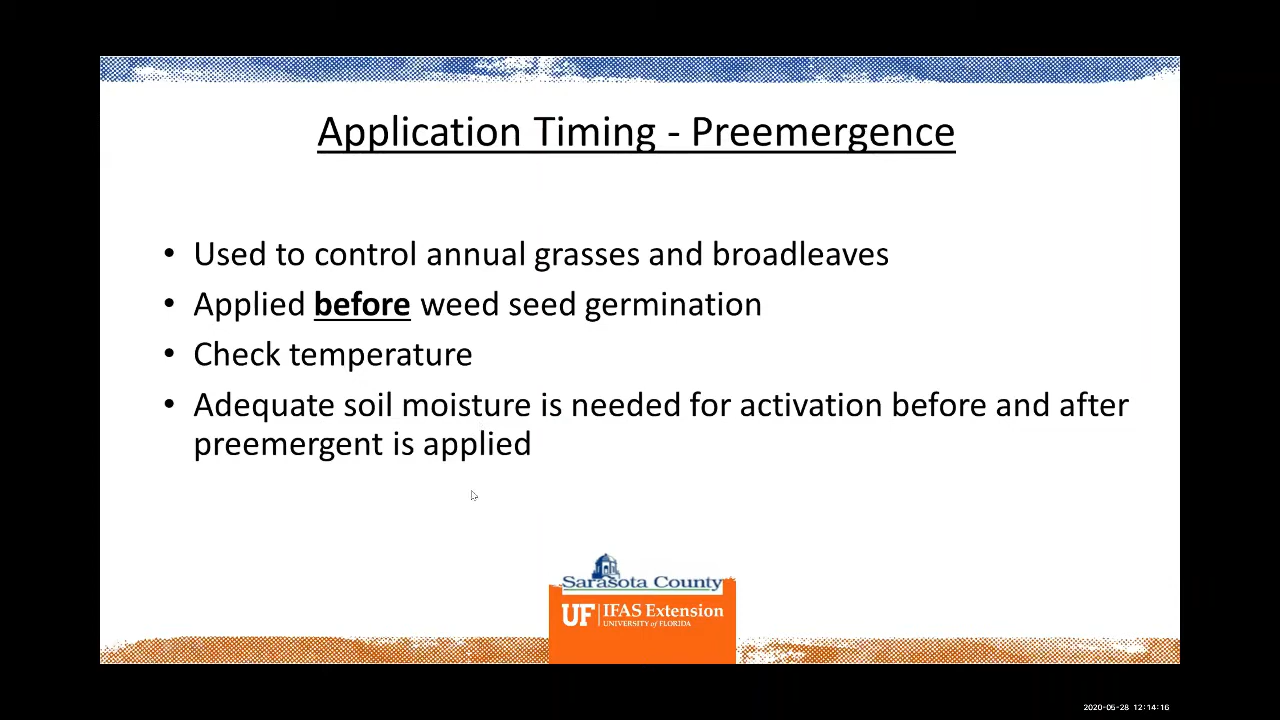 Application Timing - Preemergence
• Used to control annual grasses and broadleaves
• Applied before weed seed germination
• Check temperature
• Adequate soil moisture is needed for activation before and after
preemergent is applied
Sarasota County
UF IFAS Extension
UNIVERSITY of FLORIDA
2020-05-28 12:14:16